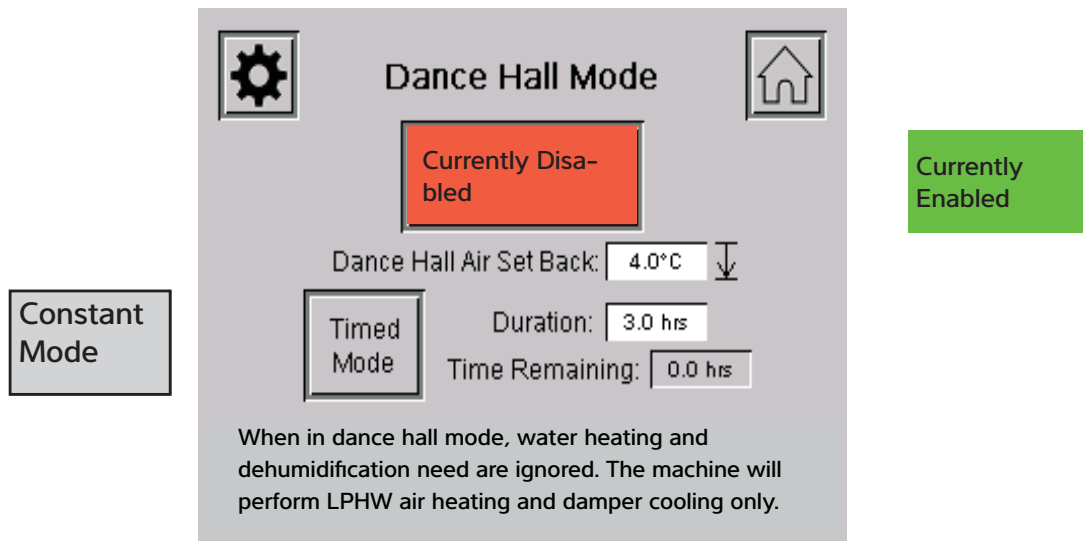 Dance Hall Mode
Currently Disa-
bled
Currently
Enabled
Dance Hall Air Set Back: 4.0°C
Constant
Mode
Timed
Mode
Duration: 3.0 hrs
Time Remaining: 0.0 hrs
When in dance hall mode, water heating and
dehumidification need are ignored. The machine will
perform LPHW air heating and damper cooling only.